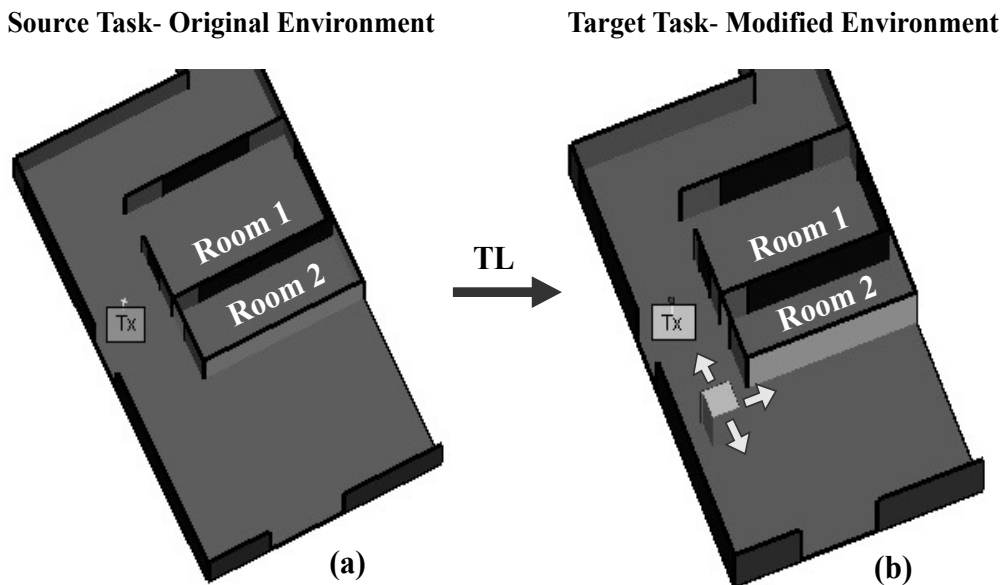 Source Task- Original Environment
Target Task- Modified Environment
Room 1
Room 2
Tx
TL
Room 1
Room 2
Tx
(a)
(b)